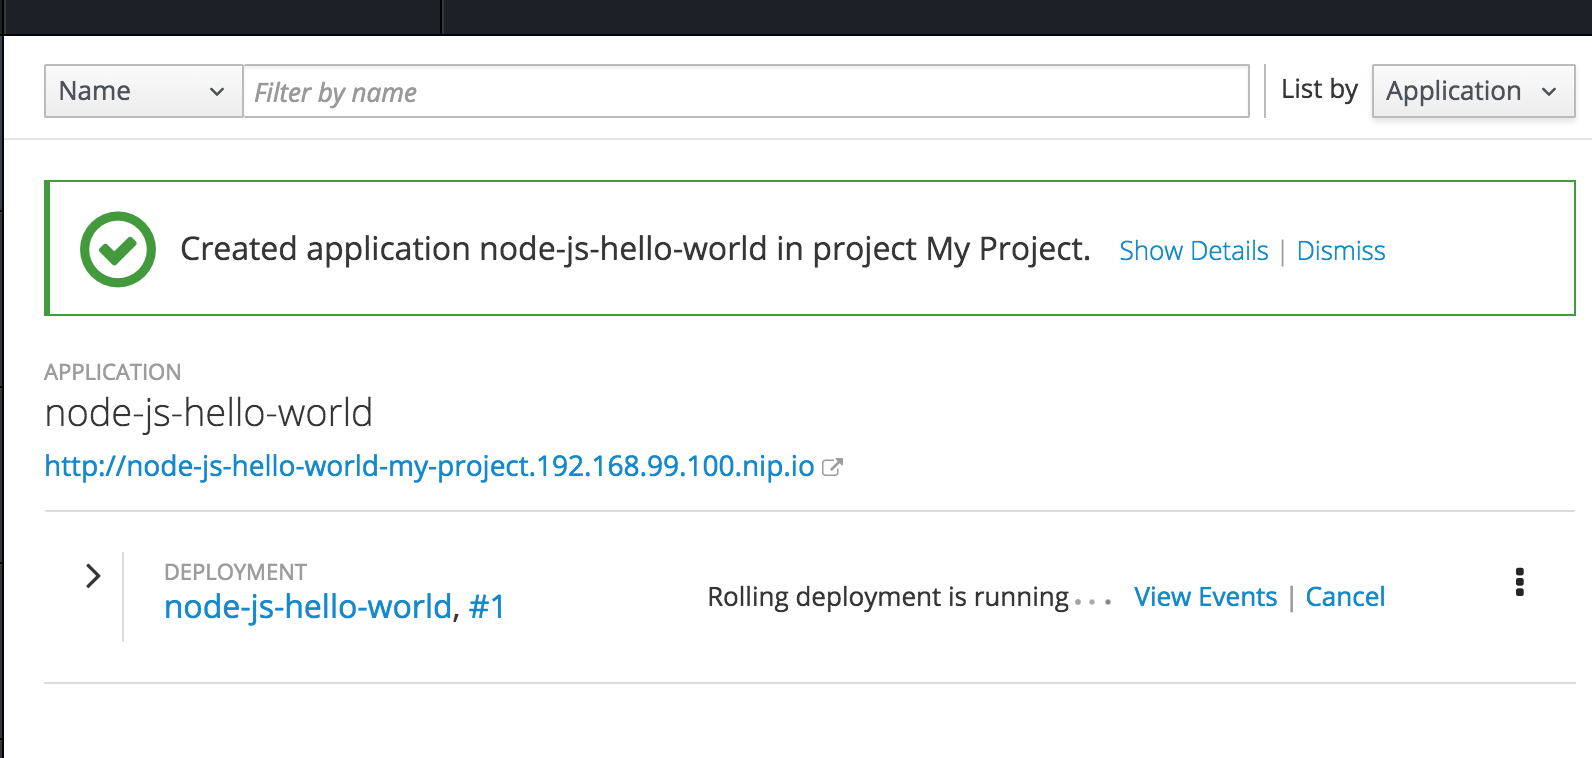 Name Filter by name List by Application
Created application node-js-hello-world in project My Project. Show Details | Dismiss
APPLICATION
node-js-hello-world
http://node-js-hello-world-my-project.192.168.99.100.nip.io
DEPLOYMENT
node-js-hello-world, #1
Rolling deployment is running... View Events | Cancel